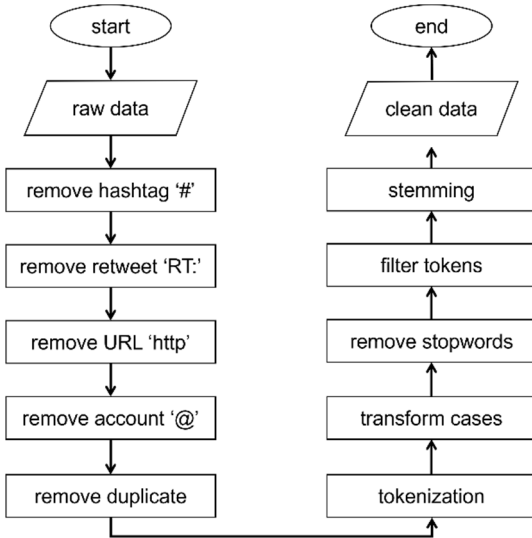 start
raw data
remove hashtag ‘#’
remove retweet ‘RT:’
remove URL ‘http’
remove account ‘@’
remove duplicate
tokenization
transform cases
remove stopwords
filter tokens
stemming
clean data
end